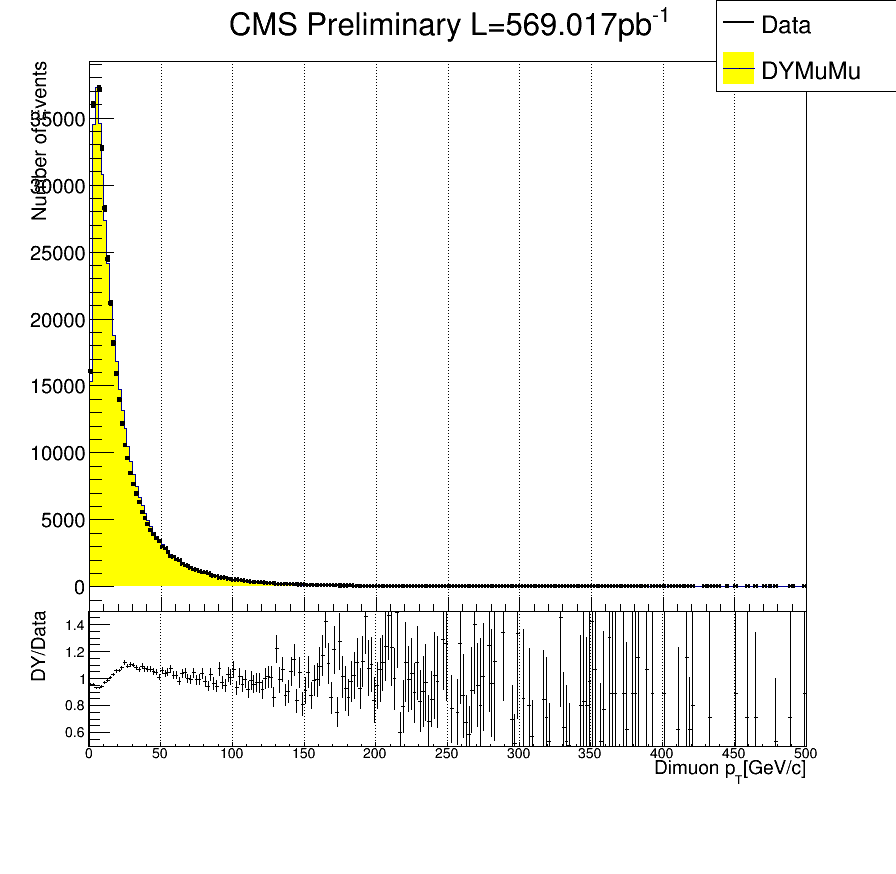 CMS Preliminary L=569.017pb-1
Data
DYMuMu
Number of Events
35000
30000
25000
20000
15000
10000
5000
0
DY/Data
1.4
1.2
1
0.8
0.6
0 50 100 150 200 250 300 350 400 450 500
Dimuon pT[GeV/c]